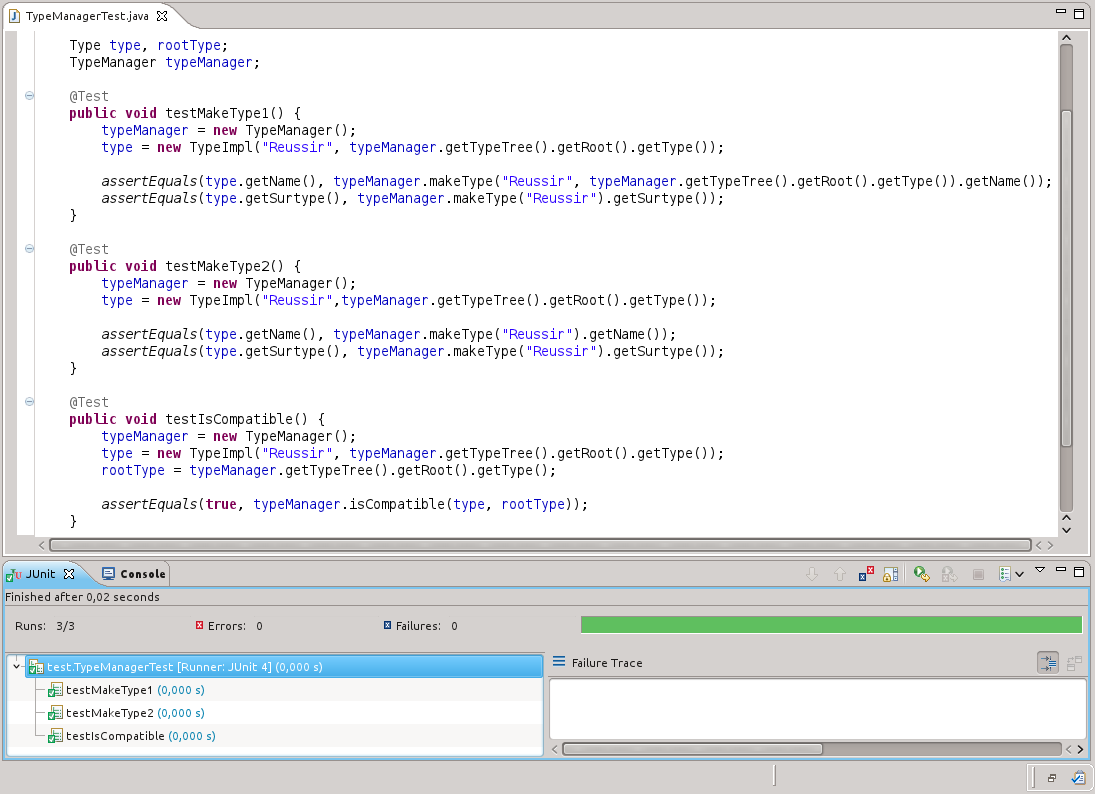 TypeManagerTest.java
Type type, rootType;
TypeManager typeManager;
@Test
public void testMakeType1() {
typeManager = new TypeManager();
type = new TypeImpl("Reussir", typeManager.getTypeTree().getRoot().getType());
assertEquals(type.getName(), typeManager.makeType("Reussir", typeManager.getTypeTree().getRoot().getType()).getName());
assertEquals(type.getSurtype(), typeManager.makeType("Reussir").getSurtype());
}
@Test
public void testMakeType2() {
typeManager = new TypeManager();
type = new TypeImpl("Reussir",typeManager.getTypeTree().getRoot().getType());
assertEquals(type.getName(), typeManager.makeType("Reussir").getName());
assertEquals(type.getSurtype(), typeManager.makeType("Reussir").getSurtype());
}
@Test
public void testIsCompatible() {
typeManager = new TypeManager();
type = new TypeImpl("Reussir", typeManager.getTypeTree().getRoot().getType());
rootType = typeManager.getTypeTree().getRoot().getType();
assertEquals(true, typeManager.isCompatible(type, rootType));
}
JUnit Console
Finished after 0,02 seconds
Runs: 3/3 Errors: 0 Failures: 0
test.TypeManagerTest [Runner: JUnit 4] (0,000 s)
Failure Trace
testMakeType1 (0,000 s)
testMakeType2 (0,000 s)
testIsCompatible (0,000 s)